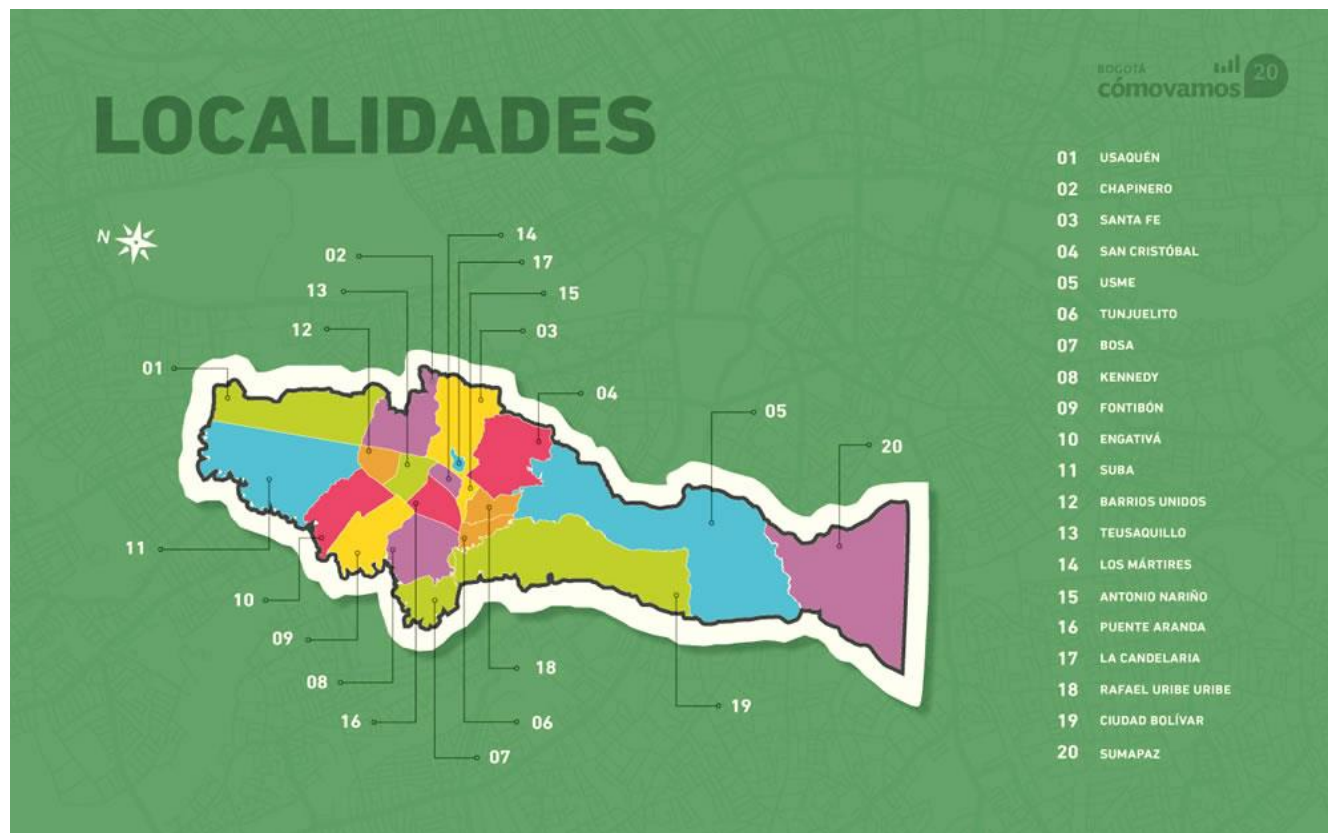 BOGOTÁ
cómovamos 20
LOCALIDADES
01 USAQUÉN
02 CHAPINERO
03 SANTA FE
04 SAN CRISTÓBAL
05 USME
06 TUNJUELITO
07 BOSA
08 KENNEDY
09 FONTIBÓN
10 ENGATIVÁ
11 SUBA
12 BARRIOS UNIDOS
13 TEUSAQUILLO
14 LOS MÁRTIRES
15 ANTONIO NARIÑO
16 PUENTE ARANDA
17 LA CANDELARIA
18 RAFAEL URIBE URIBE
19 CIUDAD BOLÍVAR
20 SUMAPAZ
N
14
02
17
13
15
12
03
01
04
05
20
11
10
09
18
08
19
16
06
07